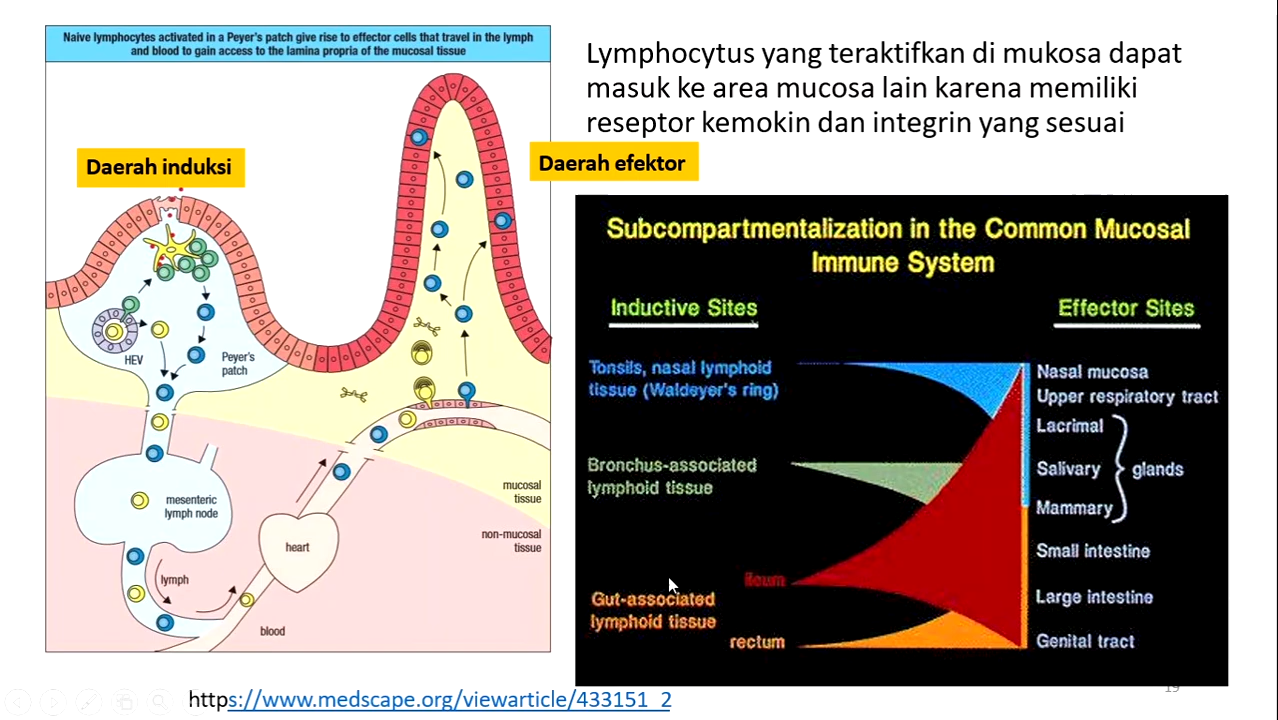 Naive lymphocytes activated in a Peyer's patch give rise to effector cells that travel in the lymph
and blood to gain access to the lamina propria of the mucosal tissue
Daerah induksi
HEV
Peyer's
patch
mesenteric
lymph node
lymph
blood
heart
mucosal
tissue
non-mucosal
tissue
Lymphocytus yang teraktifkan di mukosa dapat
masuk ke area mucosa lain karena memiliki
reseptor kemokin dan integrin yang sesuai
Daerah efektor
Subcompartmentalization in the Common Mucosal
Immune System
Inductive Sites
Effector Sites
Tonsils, nasal lymphoid
tissue (Waldeyer's ring)
Bronchus-associated
lymphoid tissue
ileum
Gut-associated
lymphoid tissue
rectum
Nasal mucosa
Upper respiratory tract
Lacrimal
Salivary
glands
Mammary
Small intestine
Large intestine
Genital tract
https://www.medscape.org/viewarticle/433151_2
19